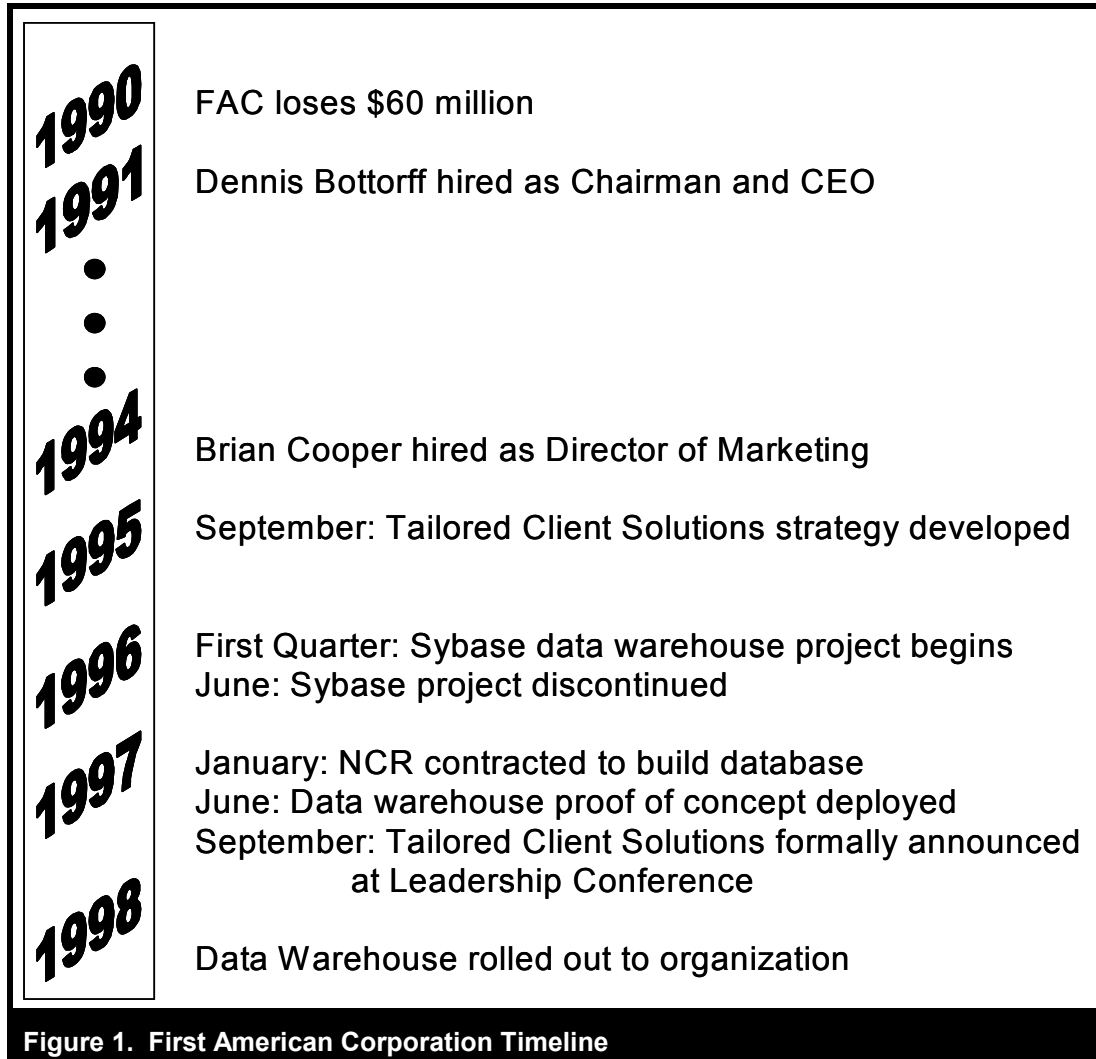 1990
FAC loses $60 million
1991
Dennis Bottorff hired as Chairman and CEO
1994
Brian Cooper hired as Director of Marketing
1995
September: Tailored Client Solutions strategy developed
1996
First Quarter: Sybase data warehouse project begins
June: Sybase project discontinued
1997
January: NCR contracted to build database
June: Data warehouse proof of concept deployed
September: Tailored Client Solutions formally announced
at Leadership Conference
1998
Data Warehouse rolled out to organization
Figure 1. First American Corporation Timeline